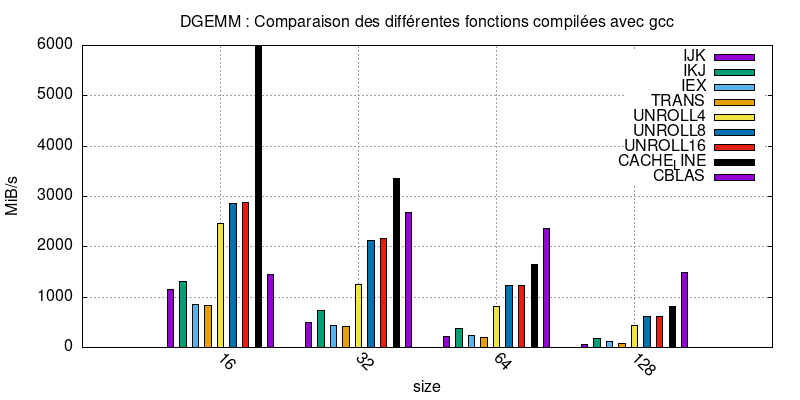 DGEMM : Comparaison des différentes fonctions compilées avec gcc
6000
5000
4000
3000
2000
1000
0
MiB/s
IJK
IKJ
IEX
TRANS
UNROLL4
UNROLL8
UNROLL16
CACHELINE
CBLAS
16
32
64
128
size